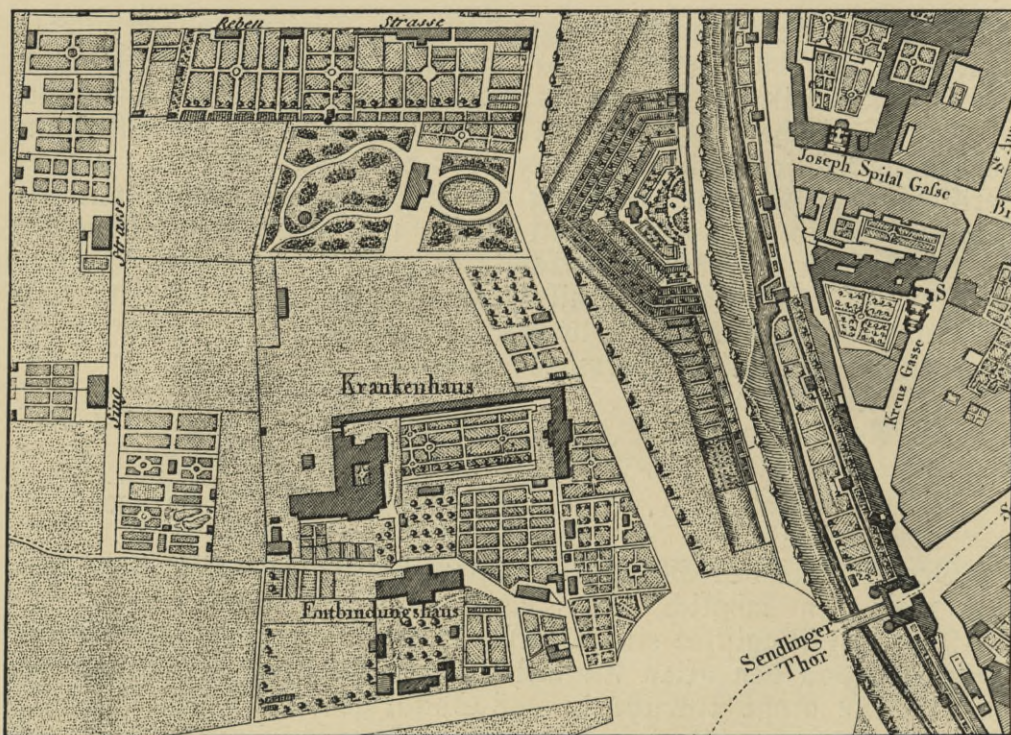 Reben Strasse
Joseph Spital Gaſse
Br
Strasse
Sing
Krankenhaus
Kreuz Gasse
Entbindungshaus
Sendlinger
Thor